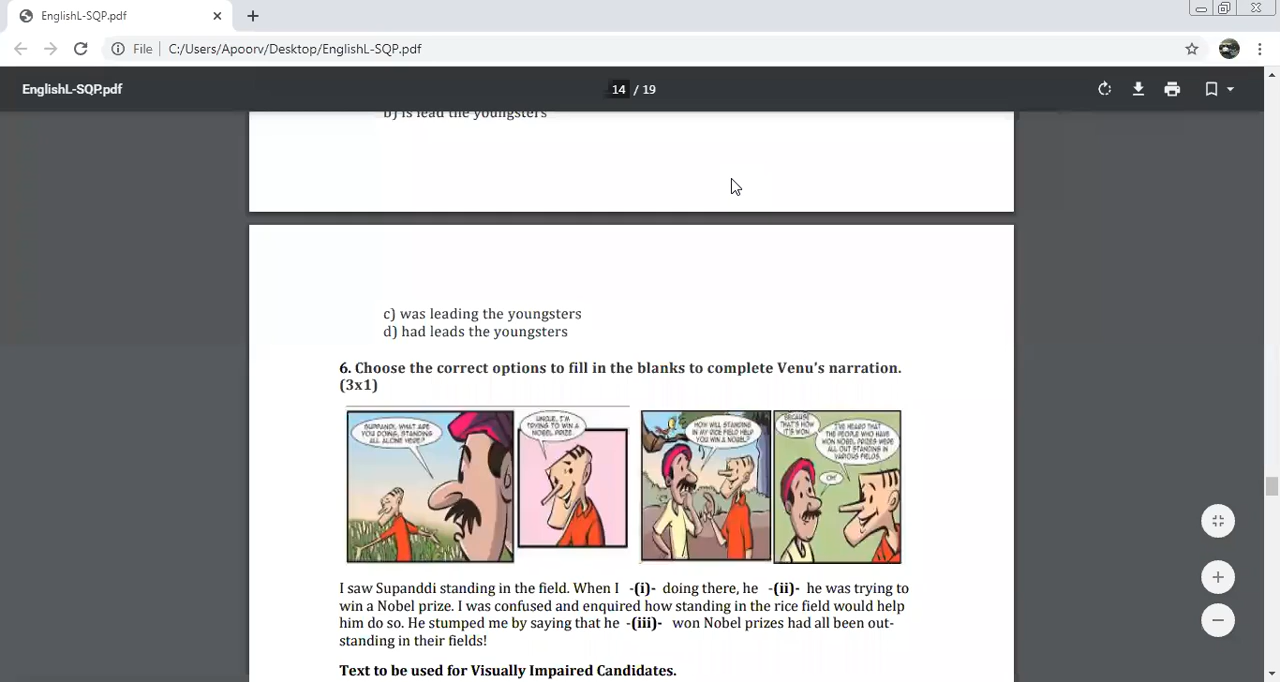 EnglishL-SQP.pdf
File
C:/Users/Apoorv/Desktop/EnglishL-SQP.pdf
EnglishL-SQP.pdf
14 / 19
b) is lead the youngsters
c) was leading the youngsters
d) had leads the youngsters
6. Choose the correct options to fill in the blanks to complete Venu's narration.
(3x1)
SUPPANDI, WHAT ARE
YOU DOING, STANDING
ALL ALONE HERE?
UNCLE, I'M
TRYING TO WIN A
NOBEL PRIZE.
HOW WILL STANDING
IN MY RICE FIELD HELP
YOU WIN A NOBEL?
BECAUSE
THAT'S HOW
IT'S WON.
I'VE HEARD THAT
THE PEOPLE WHO HAVE
WON NOBEL PRIZES WERE
ALL OUT STANDING IN
VARIOUS FIELDS.
OH!
I saw Supanddi standing in the field. When I -(i)- doing there, he -(ii)- he was trying to
win a Nobel prize. I was confused and enquired how standing in the rice field would help
him do so. He stumped me by saying that he -(iii)- won Nobel prizes had all been out-
standing in their fields!
Text to be used for Visually Impaired Candidates.